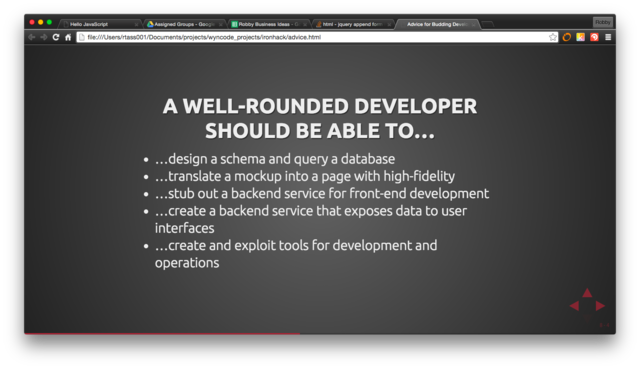 Hello JavaScript
Assigned Groups - Google
Robby Business Ideas - G
html - jquery append form
Advice for Budding Devel
Robby
file:///Users/rtass001/Documents/projects/wyncode_projects/ironhack/advice.html
A WELL-ROUNDED DEVELOPER
SHOULD BE ABLE TO…
• …design a schema and query a database
• …translate a mockup into a page with high-fidelity
• …stub out a backend service for front-end development
• …create a backend service that exposes data to user
interfaces
• …create and exploit tools for development and
operations